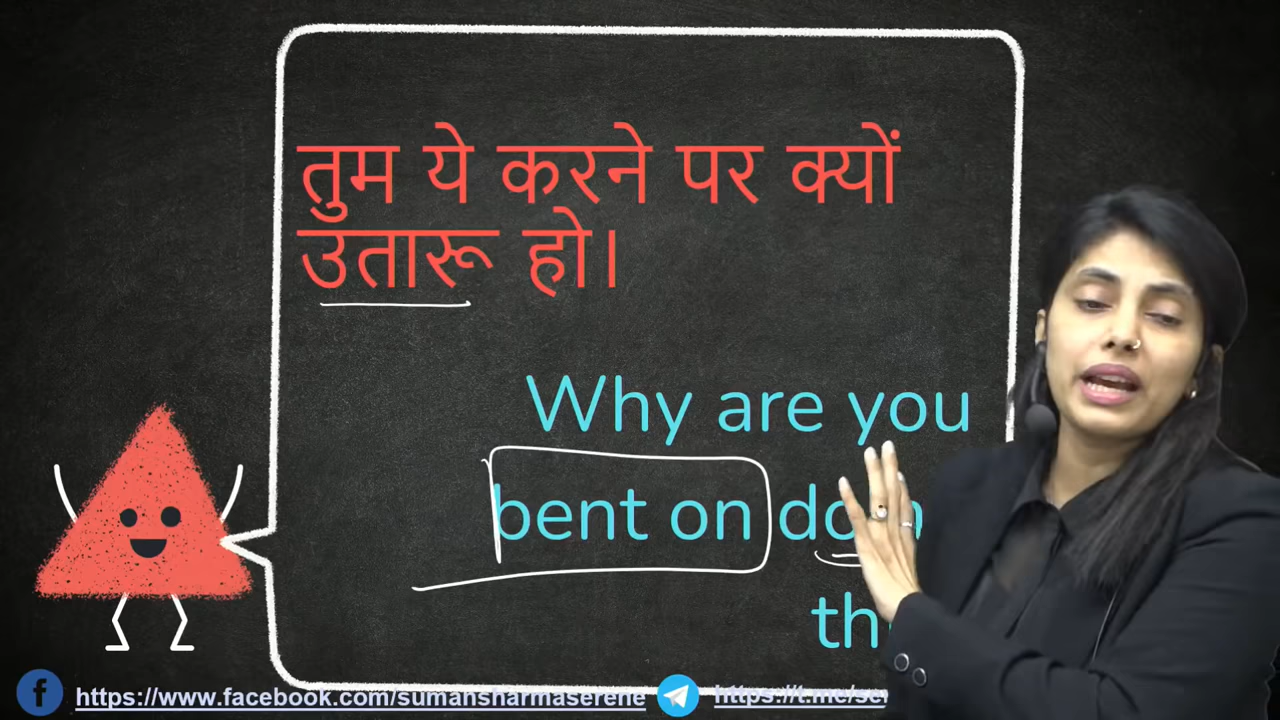 तुम ये करने पर क्यों
उतारू हो।
Why are you
bent on
https://www.facebook.com/sumansharmaserene